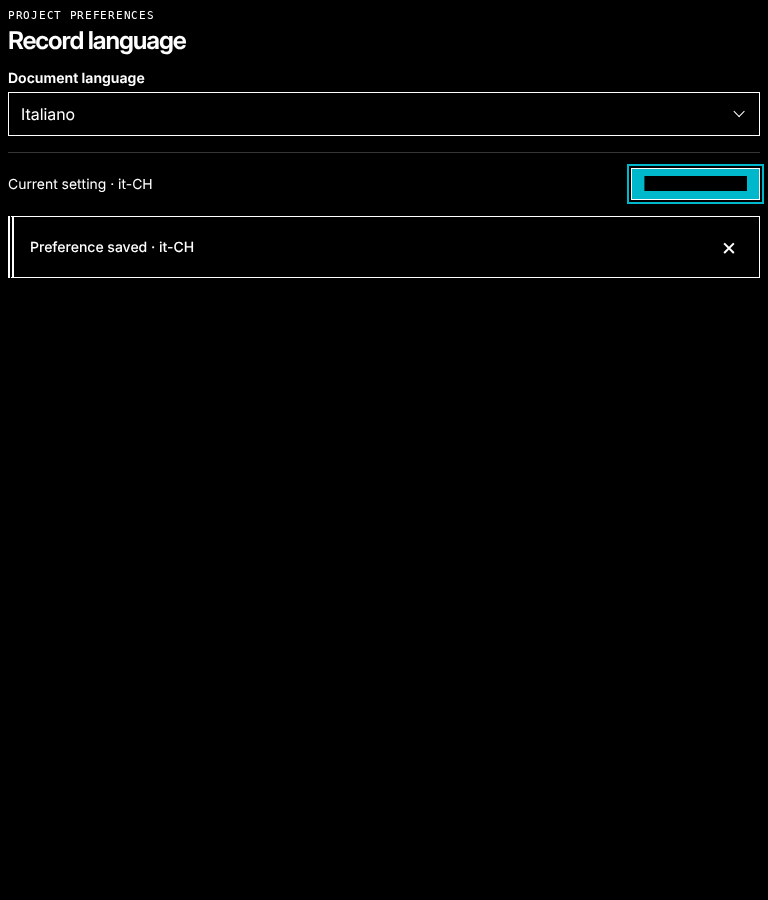 PROJECT PREFERENCES
Record language
Document language
Italiano
Current setting · it-CH
Preference saved · it-CH